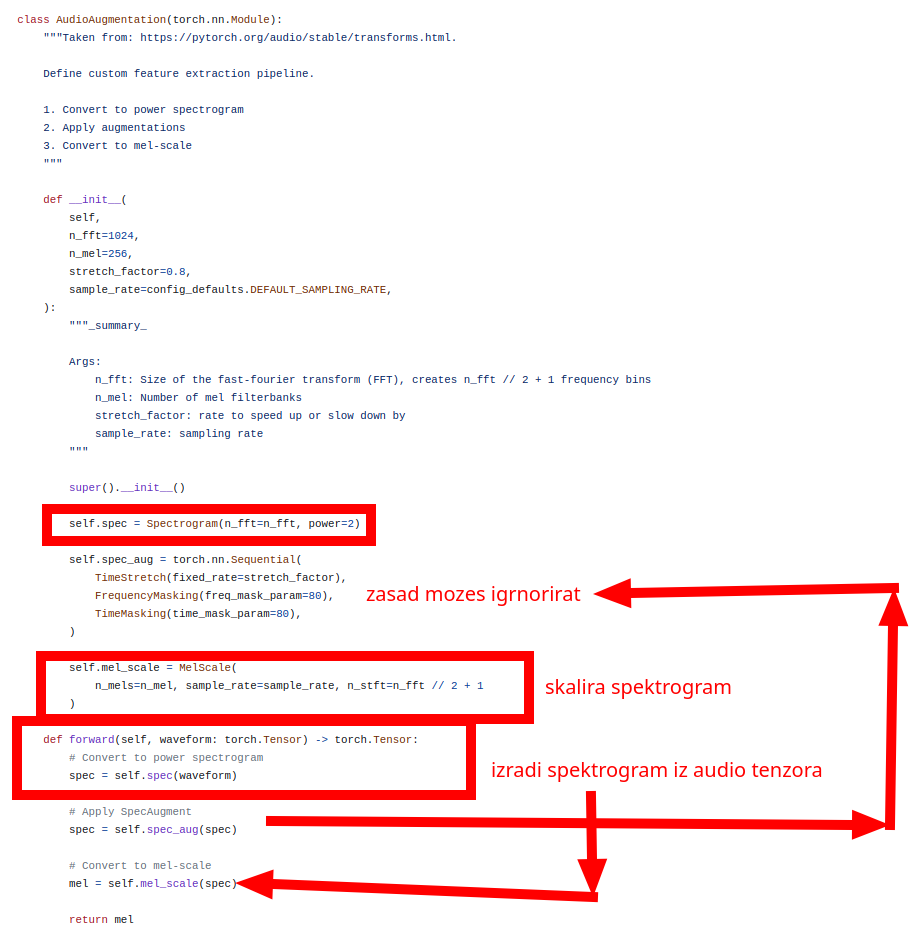 class AudioAugmentation(torch.nn.Module):
"""Taken from: https://pytorch.org/audio/stable/transforms.html.
Define custom feature extraction pipeline.
1. Convert to power spectrogram
2. Apply augmentations
3. Convert to mel-scale
"""
def __init__(
self,
n_fft=1024,
n_mel=256,
stretch_factor=0.8,
sample_rate=config_defaults.DEFAULT_SAMPLING_RATE,
):
"""_summary_
Args:
n_fft: Size of the fast-fourier transform (FFT), creates n_fft // 2 + 1 frequency bins
n_mel: Number of mel filterbanks
stretch_factor: rate to speed up or slow down by
sample_rate: sampling rate
"""
super().__init__()
self.spec = Spectrogram(n_fft=n_fft, power=2)
self.spec_aug = torch.nn.Sequential(
TimeStretch(fixed_rate=stretch_factor),
FrequencyMasking(freq_mask_param=80), zasad mozes igrnorirat
TimeMasking(time_mask_param=80),
)
self.mel_scale = MelScale(
n_mels=n_mel, sample_rate=sample_rate, n_stft=n_fft // 2 + 1 skalira spektrogram
)
def forward(self, waveform: torch.Tensor) -> torch.Tensor:
# Convert to power spectrogram
spec = self.spec(waveform) izradi spektrogram iz audio tenzora
# Apply SpecAugment
spec = self.spec_aug(spec)
# Convert to mel-scale
mel = self.mel_scale(spec)
return mel